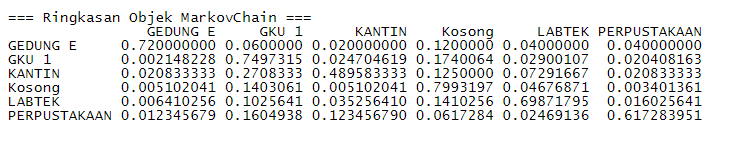 === Ringkasan Objek MarkovChain ===
GEDUNG E GKU 1 KANTIN Kosong LABTEK PERPUSTAKAAN
GEDUNG E 0.720000000 0.0600000 0.020000000 0.1200000 0.04000000 0.040000000
GKU 1 0.002148228 0.7497315 0.024704619 0.1740064 0.02900107 0.020408163
KANTIN 0.020833333 0.2708333 0.489583333 0.1250000 0.07291667 0.020833333
Kosong 0.005102041 0.1403061 0.005102041 0.7993197 0.04676871 0.003401361
LABTEK 0.006410256 0.1025641 0.035256410 0.1410256 0.69871795 0.016025641
PERPUSTAKAAN 0.012345679 0.1604938 0.123456790 0.0617284 0.02469136 0.617283951